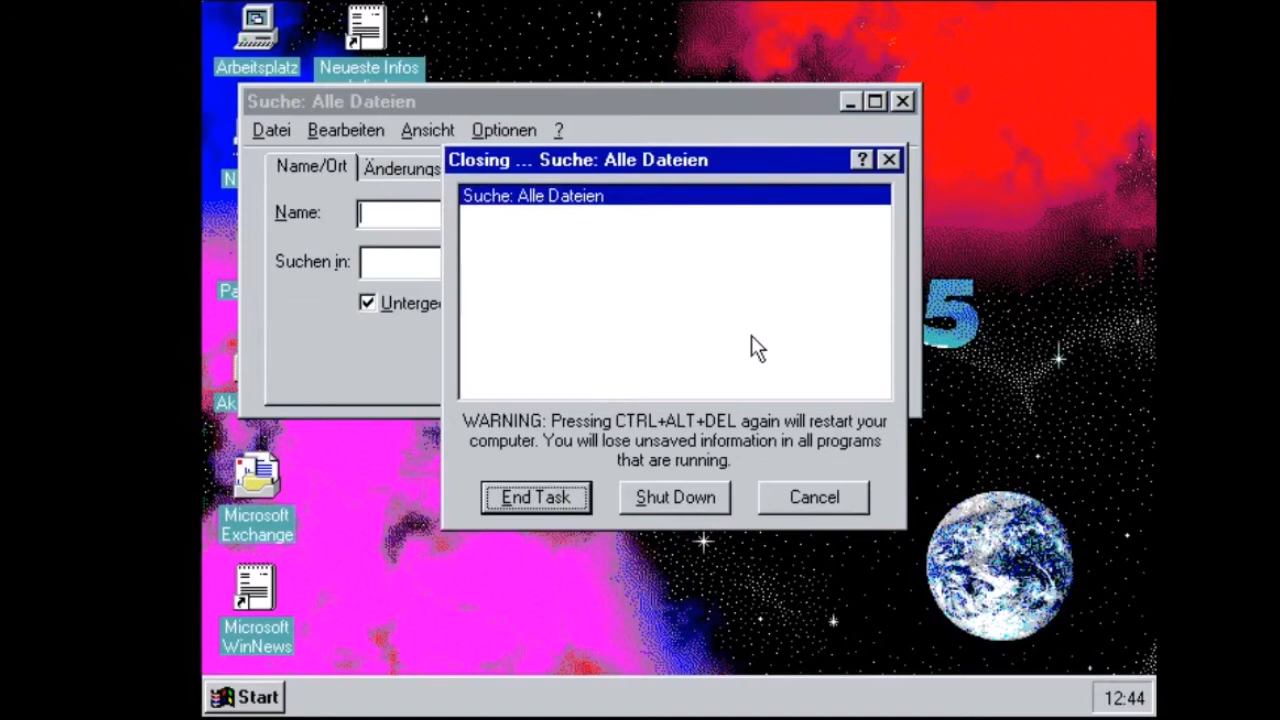 Arbeitsplatz
Neueste Infos
Suche: Alle Dateien
Datei Bearbeiten Ansicht Optionen ?
Name/Ort
Name:
Suchen in:
Closing ... Suche: Alle Dateien
Suche: Alle Dateien
WARNING: Pressing CTRL+ALT+DEL again will restart your
computer. You will lose unsaved information in all programs
that are running.
End Task Shut Down Cancel
5
Microsoft
Exchange
Microsoft
WinNews
Start
12:44